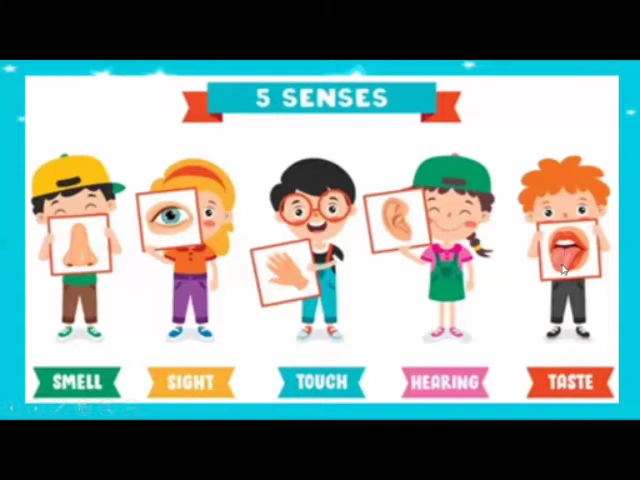 5 SENSES
SMELL
SIGHT
TOUCH
HEARING
TASTE